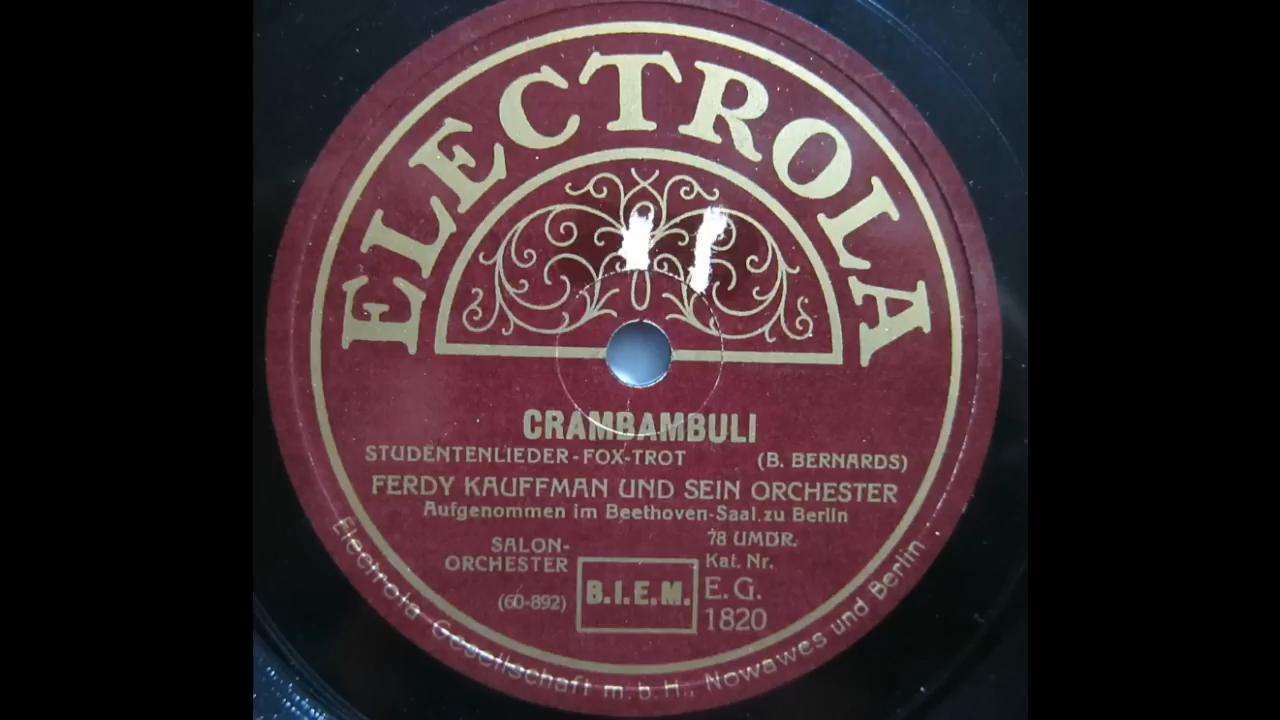 ELECTROLA
CRAMBAMBULI
STUDENTENLIEDER-FOX-TROT (B. BERNARDS)
FERDY KAUFFMAN UND SEIN ORCHESTER
Aufgenommen im Beethoven-Saal.zu Berlin
SALON-
ORCHESTER
(60-892)
B.I.E.M.
78 UMDR.
Kat. Nr.
E.G.
1820
Electrola Gesellschaft m.b.H., Nowawes und Berlin